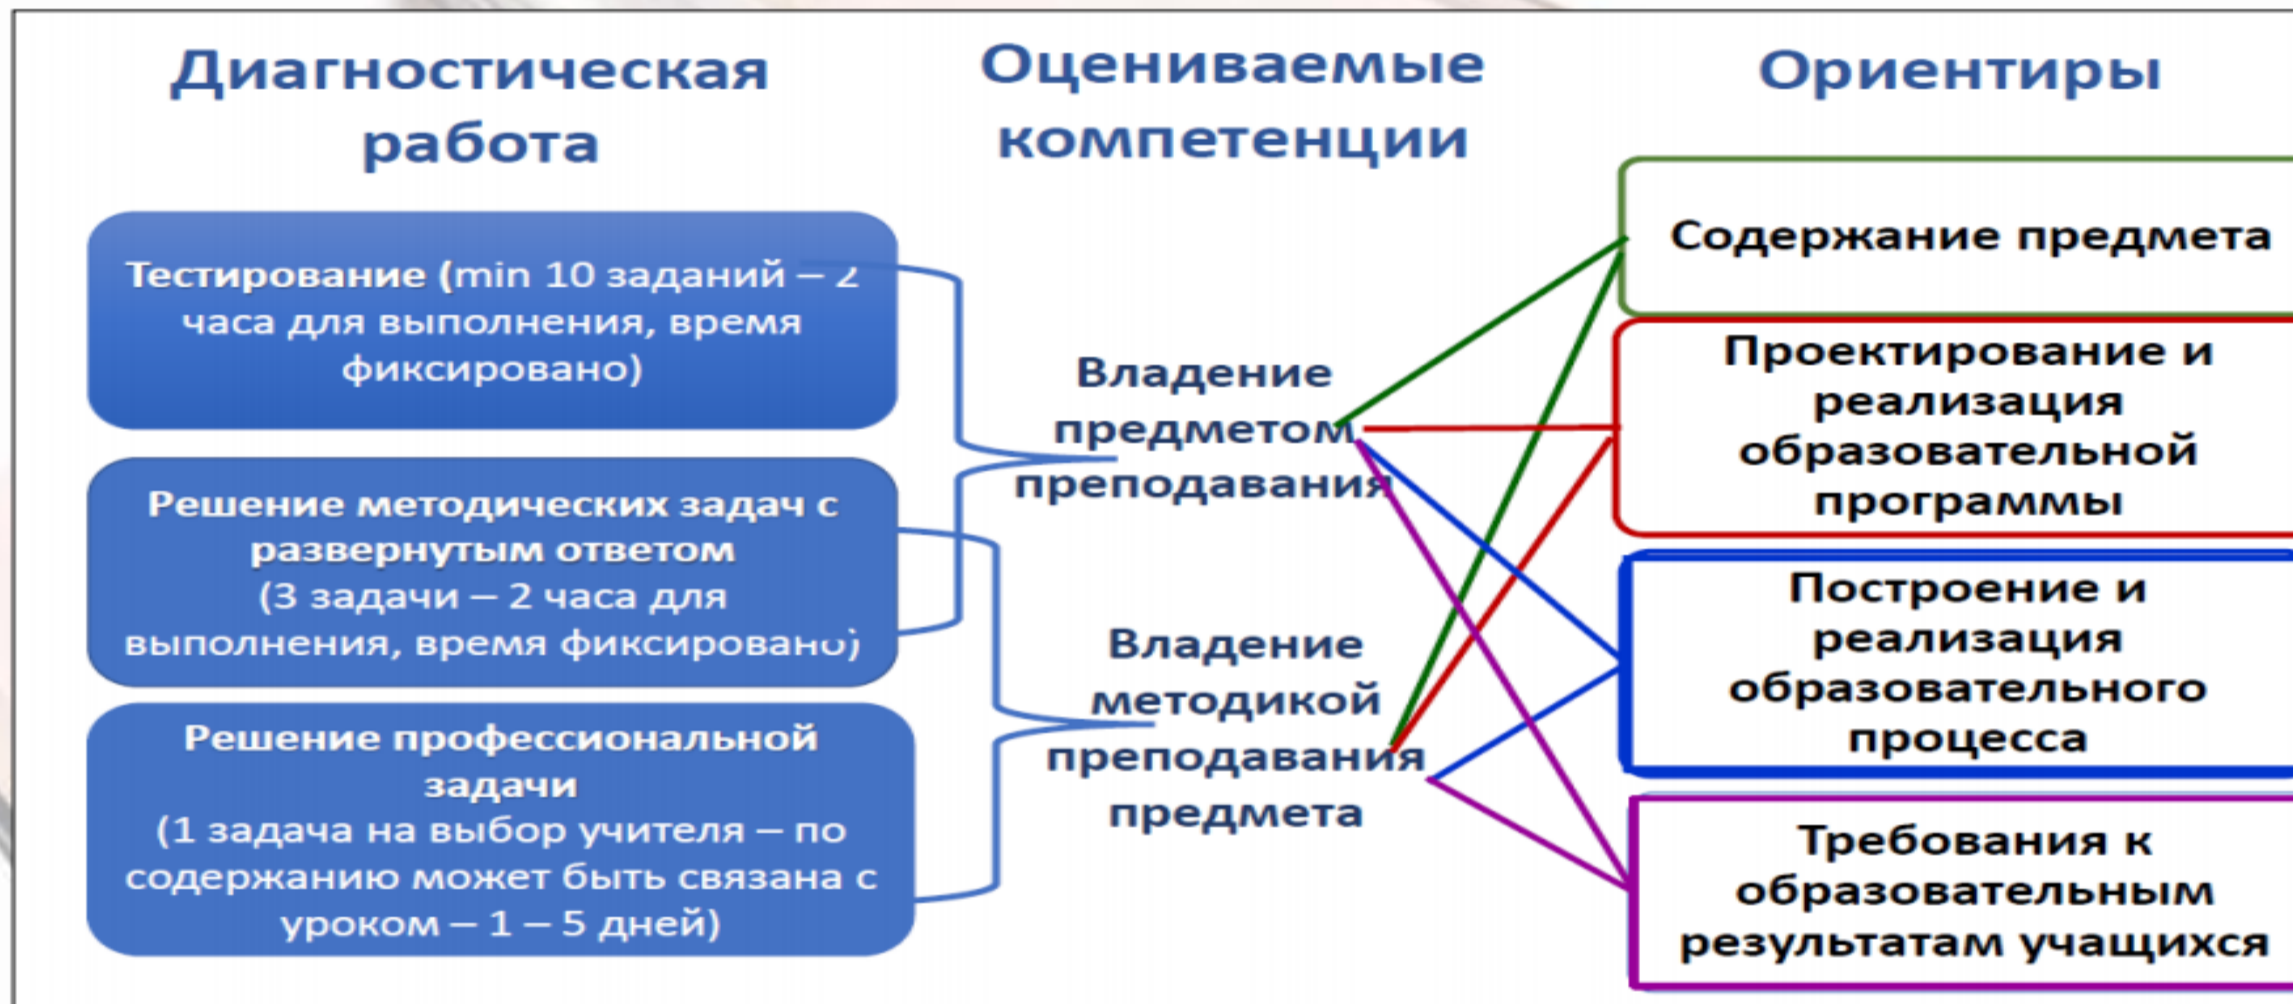 Диагностическая
работа
Тестирование (min 10 заданий – 2
часа для выполнения, время
фиксировано)
Решение методических задач с
развернутым ответом
(3 задачи – 2 часа для
выполнения, время фиксировано)
Решение профессиональной
задачи
(1 задача на выбор учителя – по
содержанию может быть связана с
уроком – 1 – 5 дней)
Оцениваемые
компетенции
Владение
предметом
преподавания
Владение
методикой
преподавания
предмета
Ориентиры
Содержание предмета
Проектирование и
реализация
образовательной
программы
Построение и
реализация
образовательного
процесса
Требования к
образовательным
результатам учащихся